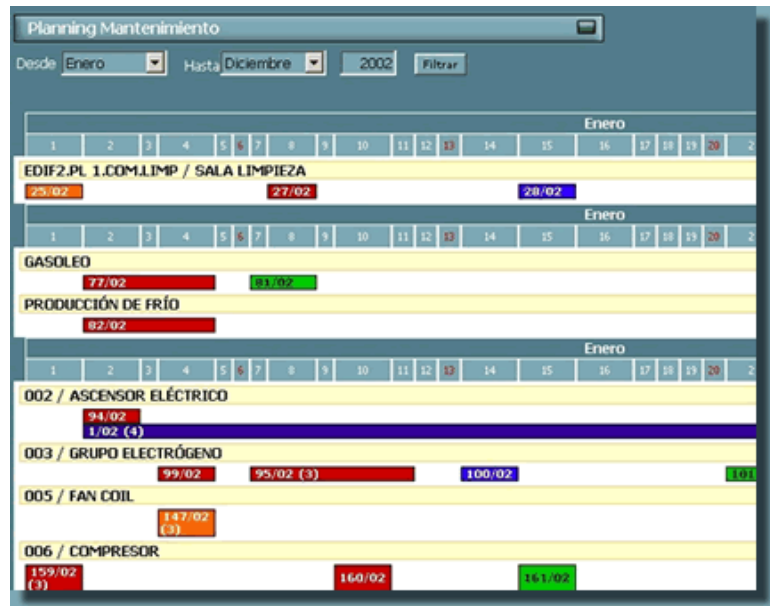 Planning Mantenimiento
Desde Enero Hasta Diciembre 2002 Filtrar
Enero
1 2 3 4 5 6 7 8 9 10 11 12 13 14 15 16 17 18 19 20 2
EDIF2.PL 1.COM.LIMP / SALA LIMPIEZA
25/02 27/02 28/02
Enero
1 2 3 4 5 6 7 8 9 10 11 12 13 14 15 16 17 18 19 20 2
GASOLEO
77/02 81/02
PRODUCCIÓN DE FRÍO
82/02
Enero
1 2 3 4 5 6 7 8 9 10 11 12 13 14 15 16 17 18 19 20 2
002 / ASCENSOR ELÉCTRICO
94/02
1/02 (4)
003 / GRUPO ELECTRÓGENO
99/02 95/02 (3) 100/02 101
005 / FAN COIL
147/02
(3)
006 / COMPRESOR
159/02 160/02 161/02
(3)